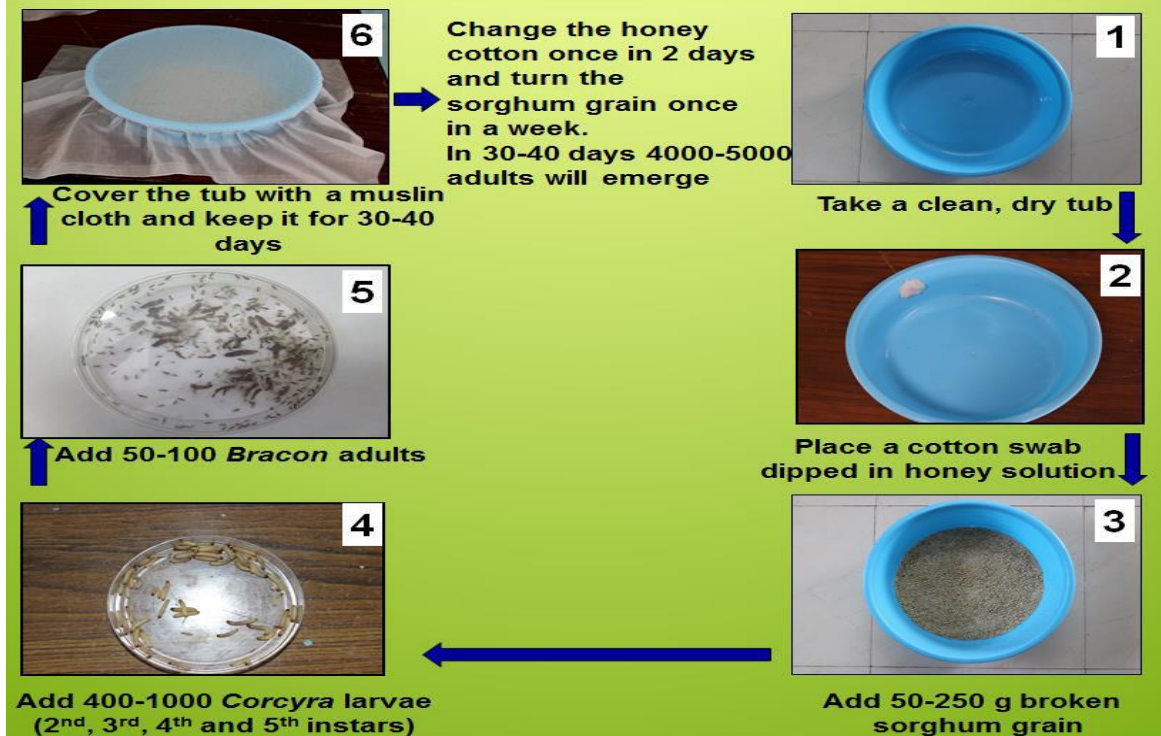 1
Take a clean, dry tub
2
Place a cotton swab
dipped in honey solution
3
Add 50-250 g broken
sorghum grain
4
Add 400-1000 Corcyra larvae
(2nd, 3rd, 4th and 5th instars)
5
Add 50-100 Bracon adults
6
Cover the tub with a muslin
cloth and keep it for 30-40
days
Change the honey
cotton once in 2 days
and turn the
sorghum grain once
in a week.
In 30-40 days 4000-5000
adults will emerge